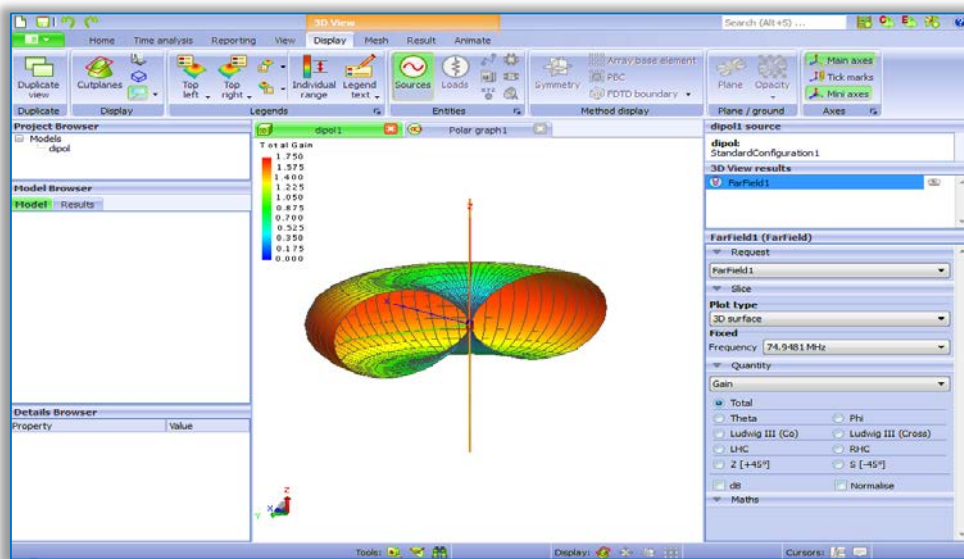 3D View
Search (Alt+S) ...
Home Time analysis Reporting View Display Mesh Result Animate
Duplicate view
Cutplanes
Top left
Top right
Individual range
Legend text
Sources
Loads
Symmetry
Array base element
PBC
FDTD boundary
Plane
Opacity
Main axes
Tick marks
Mini axes
Duplicate Display Legends Entities Method display Plane / ground Axes
Project Browser
Models
dipol
Model Browser
Model Results
Details Browser
Property Value
dipol1 Polar graph1
Total Gain
1.750
1.575
1.400
1.225
1.050
0.875
0.700
0.525
0.350
0.175
0.000
Z
X
Z
X
Y
dipol1 source
dipol:
StandardConfiguration1
3D View results
FarField1
FarField1 (FarField)
Request
FarField1
Slice
Plot type
3D surface
Fixed
Frequency 74.9481 MHz
Quantity
Gain
Total
Theta Phi
Ludwig III (Co) Ludwig III (Cross)
LHC RHC
Z [+45°] S [-45°]
dB Normalise
Maths
Tools: Display: Cursors: